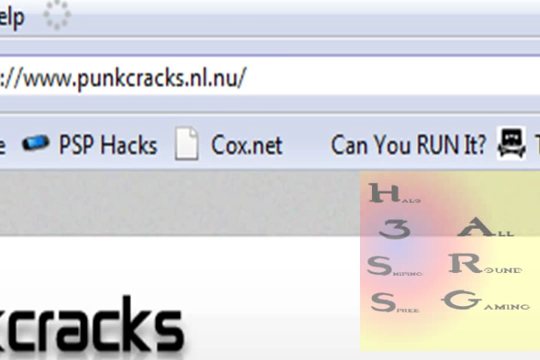 elp
://www.punkcracks.nl.nu/
e PSP Hacks Cox.net Can You RUN It? T
HALO
3 ALL
SNIPING ROUND
SPREE GAMING
kcracks